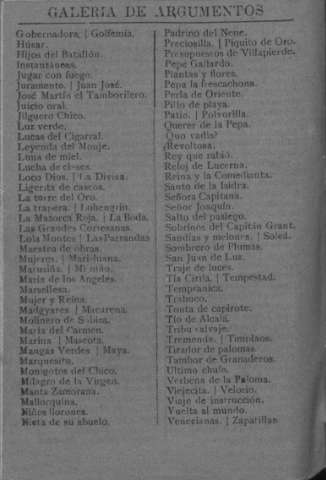 GALERIA DE ARGUMENTOS
Gobernadora. | Golfemia.
Húsar.
Hijos del Batallón.
Instantáneas.
Jugar con fuego.
Juramento. | Juan José.
José Martín el Tamborilero.
Juicio oral.
Jilguero Chico.
Luz verde.
Lucas del Cigarral.
Leyenda del Monje.
Luna de miel.
Lucha de clases.
Loco Dios. | La Divisa.
Ligerita de cascos.
La torre del Oro.
La trapera. | Lohengrin.
La Mazorca Roja. | La Boda.
Las Grandes Cortesanas.
Lola Montes | Las Parrandas
Maestro de obras.
Mujeres. | Mari-Juana.
Maruxiña. | Mi niño.
María de los Angeles.
Marsellesa.
Mujer y Reina.
Madgyares | Macarena.
Molinero de Subiza.
María del Carmen.
Marina | Mascota.
Mangas Verdes | Maya.
Marquesito.
Monigotes del Chico.
Milagro de la Virgen.
Manta Zamorana.
Mallorquina.
Niños llorones.
Nieta de su abuelo.
Padrino del Nene.
Preciosilla. | Piquito de Oro.
Presupuestos de Villapierde.
Pepe Gallardo.
Plantas y flores.
Pepa la frescachona.
Perla de Oriente.
Pillo de playa.
Patio. | Polvorilla.
Querer de la Pepa.
Quo vadis?
¡Revoltosa.
Rey que rabió.
Reloj de Lucerna.
Reina y la Comedianta.
Santo de la Isidra.
Señora Capitana.
Señor Joaquín.
Salto del pasiego.
Sobrinos del Capitán Grant.
Sandías y melones. | Soleá.
Sombrero de Plumas.
San Juan de Luz.
Traje de luces.
Tía Cirila. | Tempestad.
Tempranica.
Trabuco.
Tonta de capirote.
Tío de Alcalá.
Tribu salvaje.
Tremenda. | Timplaos.
Tirador de palomas.
Tambor de Granaderos.
Ultimo chulo.
Verbena de la Paloma.
Viejecita. | Velorio.
Viaje de instrucción.
Vuelta al mundo.
Venecianas. | Zapatillas